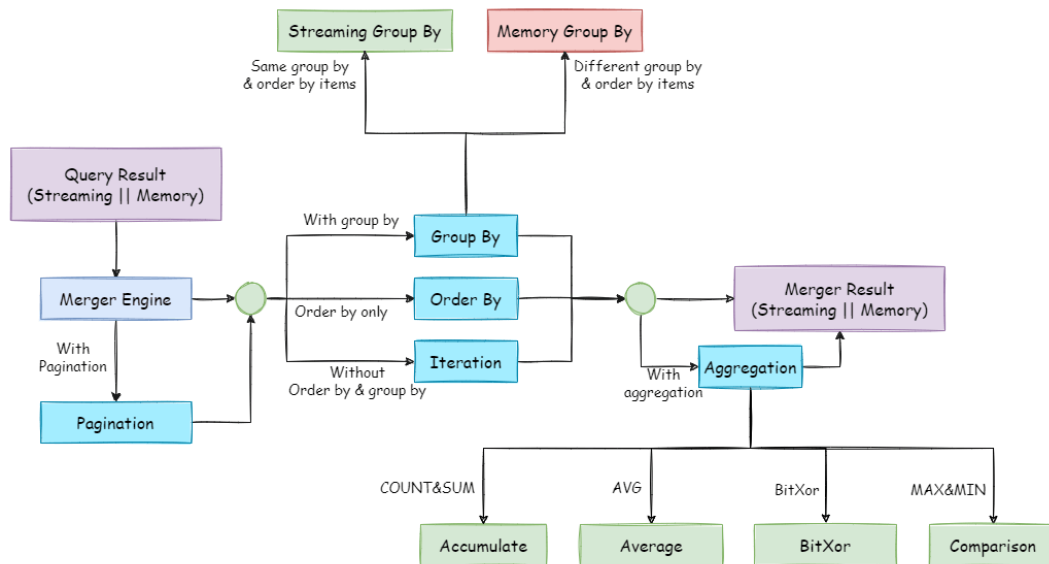 Streaming Group By
Memory Group By
Same group by
& order by items
Different group by
& order by items
Query Result
(Streaming || Memory)
With group by
Group By
Merger Engine
Order By
Order by only
Merger Result
(Streaming || Memory)
With
Pagination
Without
Order by & group by
Iteration
With
aggregation
Aggregation
Pagination
COUNT&SUM
AVG
BitXor
MAX&MIN
Accumulate
Average
BitXor
Comparison